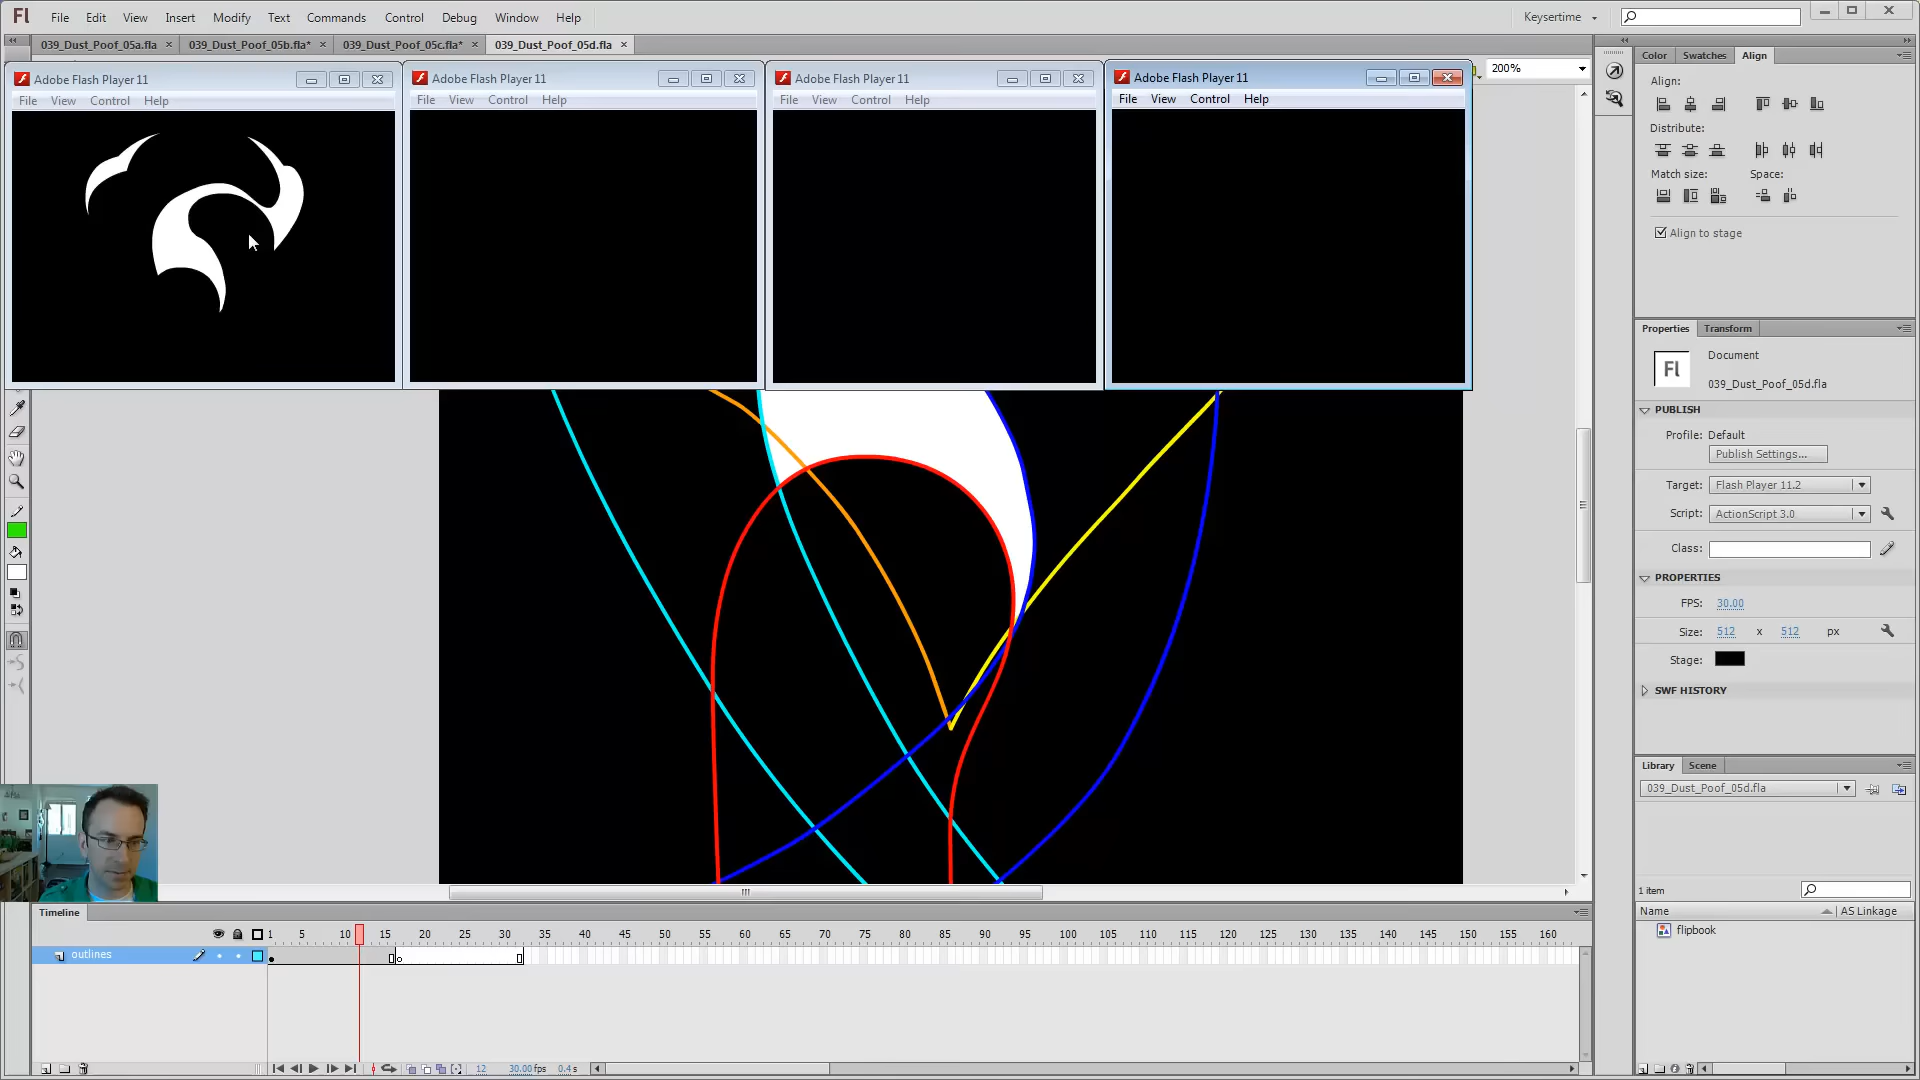 Fl File Edit View Insert Modify Text Commands Control Debug Window Help Keysertime
039_Dust_Poof_05a.fla × 039_Dust_Poof_05b.fla* × 039_Dust_Poof_05c.fla* × 039_Dust_Poof_05d.fla ×
Adobe Flash Player 11
File View Control Help
Adobe Flash Player 11
File View Control Help
Adobe Flash Player 11
File View Control Help
Adobe Flash Player 11
File View Control Help
200%
Color Swatches Align
Align:
Distribute:
Match size: Space:
Align to stage
Properties Transform
Fl Document
039_Dust_Poof_05d.fla
PUBLISH
Profile: Default
Publish Settings...
Target: Flash Player 11.2
Script: ActionScript 3.0
Class:
PROPERTIES
FPS: 30.00
Size: 512 x 512 px
Stage:
SWF HISTORY
Library Scene
039_Dust_Poof_05d.fla
1 item
Name AS Linkage
flipbook
Timeline
1 5 10 15 20 25 30 35 40 45 50 55 60 65 70 75 80 85 90 95 100 105 110 115 120 125 130 135 140 145 150 155 160
outlines
12 30.00 fps 0.4 s